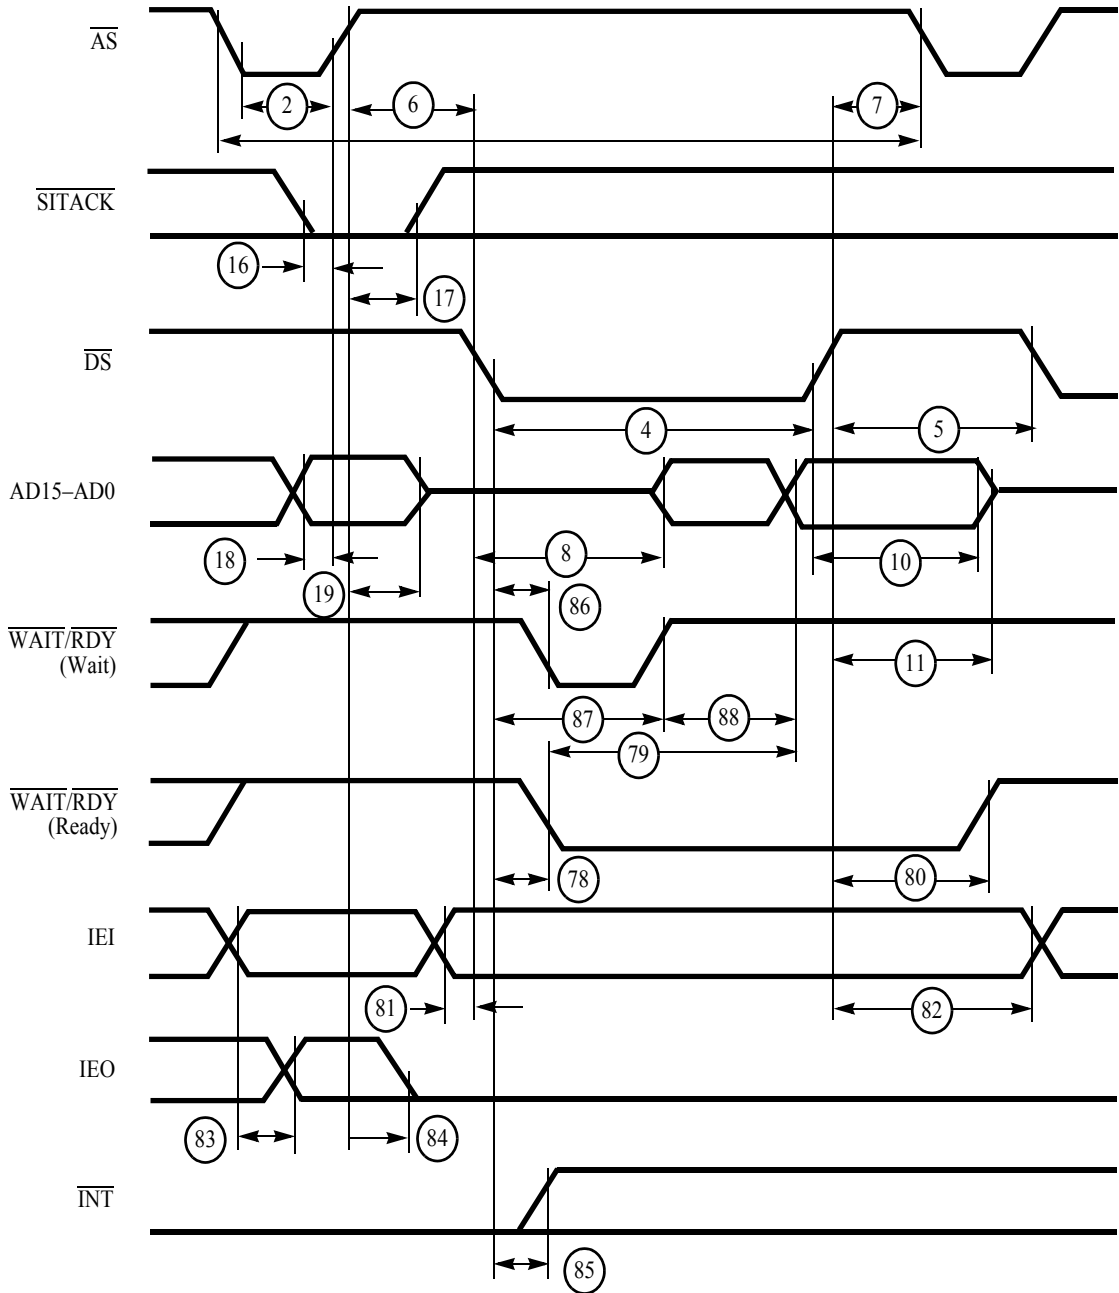 AS
2
6
7
SITACK
16
17
DS
4
5
AD15–AD0
18
8
10
19
86
WAIT/RDY
(Wait)
11
87
88
79
WAIT/RDY
(Ready)
78
80
IEI
81
82
IEO
83
84
INT
85